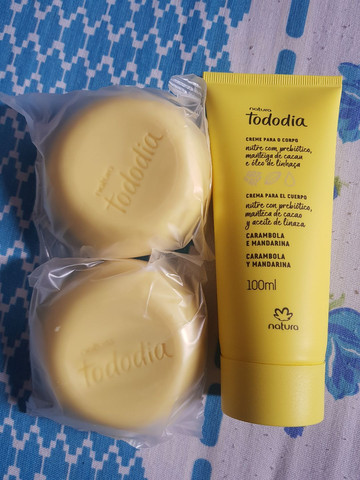 natura
Tododia
natura
Tododia
natura
Tododia
CREME PARA O CORPO
nutre com prebiótico,
manteiga de cacau
e óleo de linhaça
CREMA PARA EL CUERPO
nutre con prebiótico,
manteca de cacao
y aceite de linaza
CARAMBOLA
E MANDARINA
CARAMBOLA
Y MANDARINA
100ml
natura